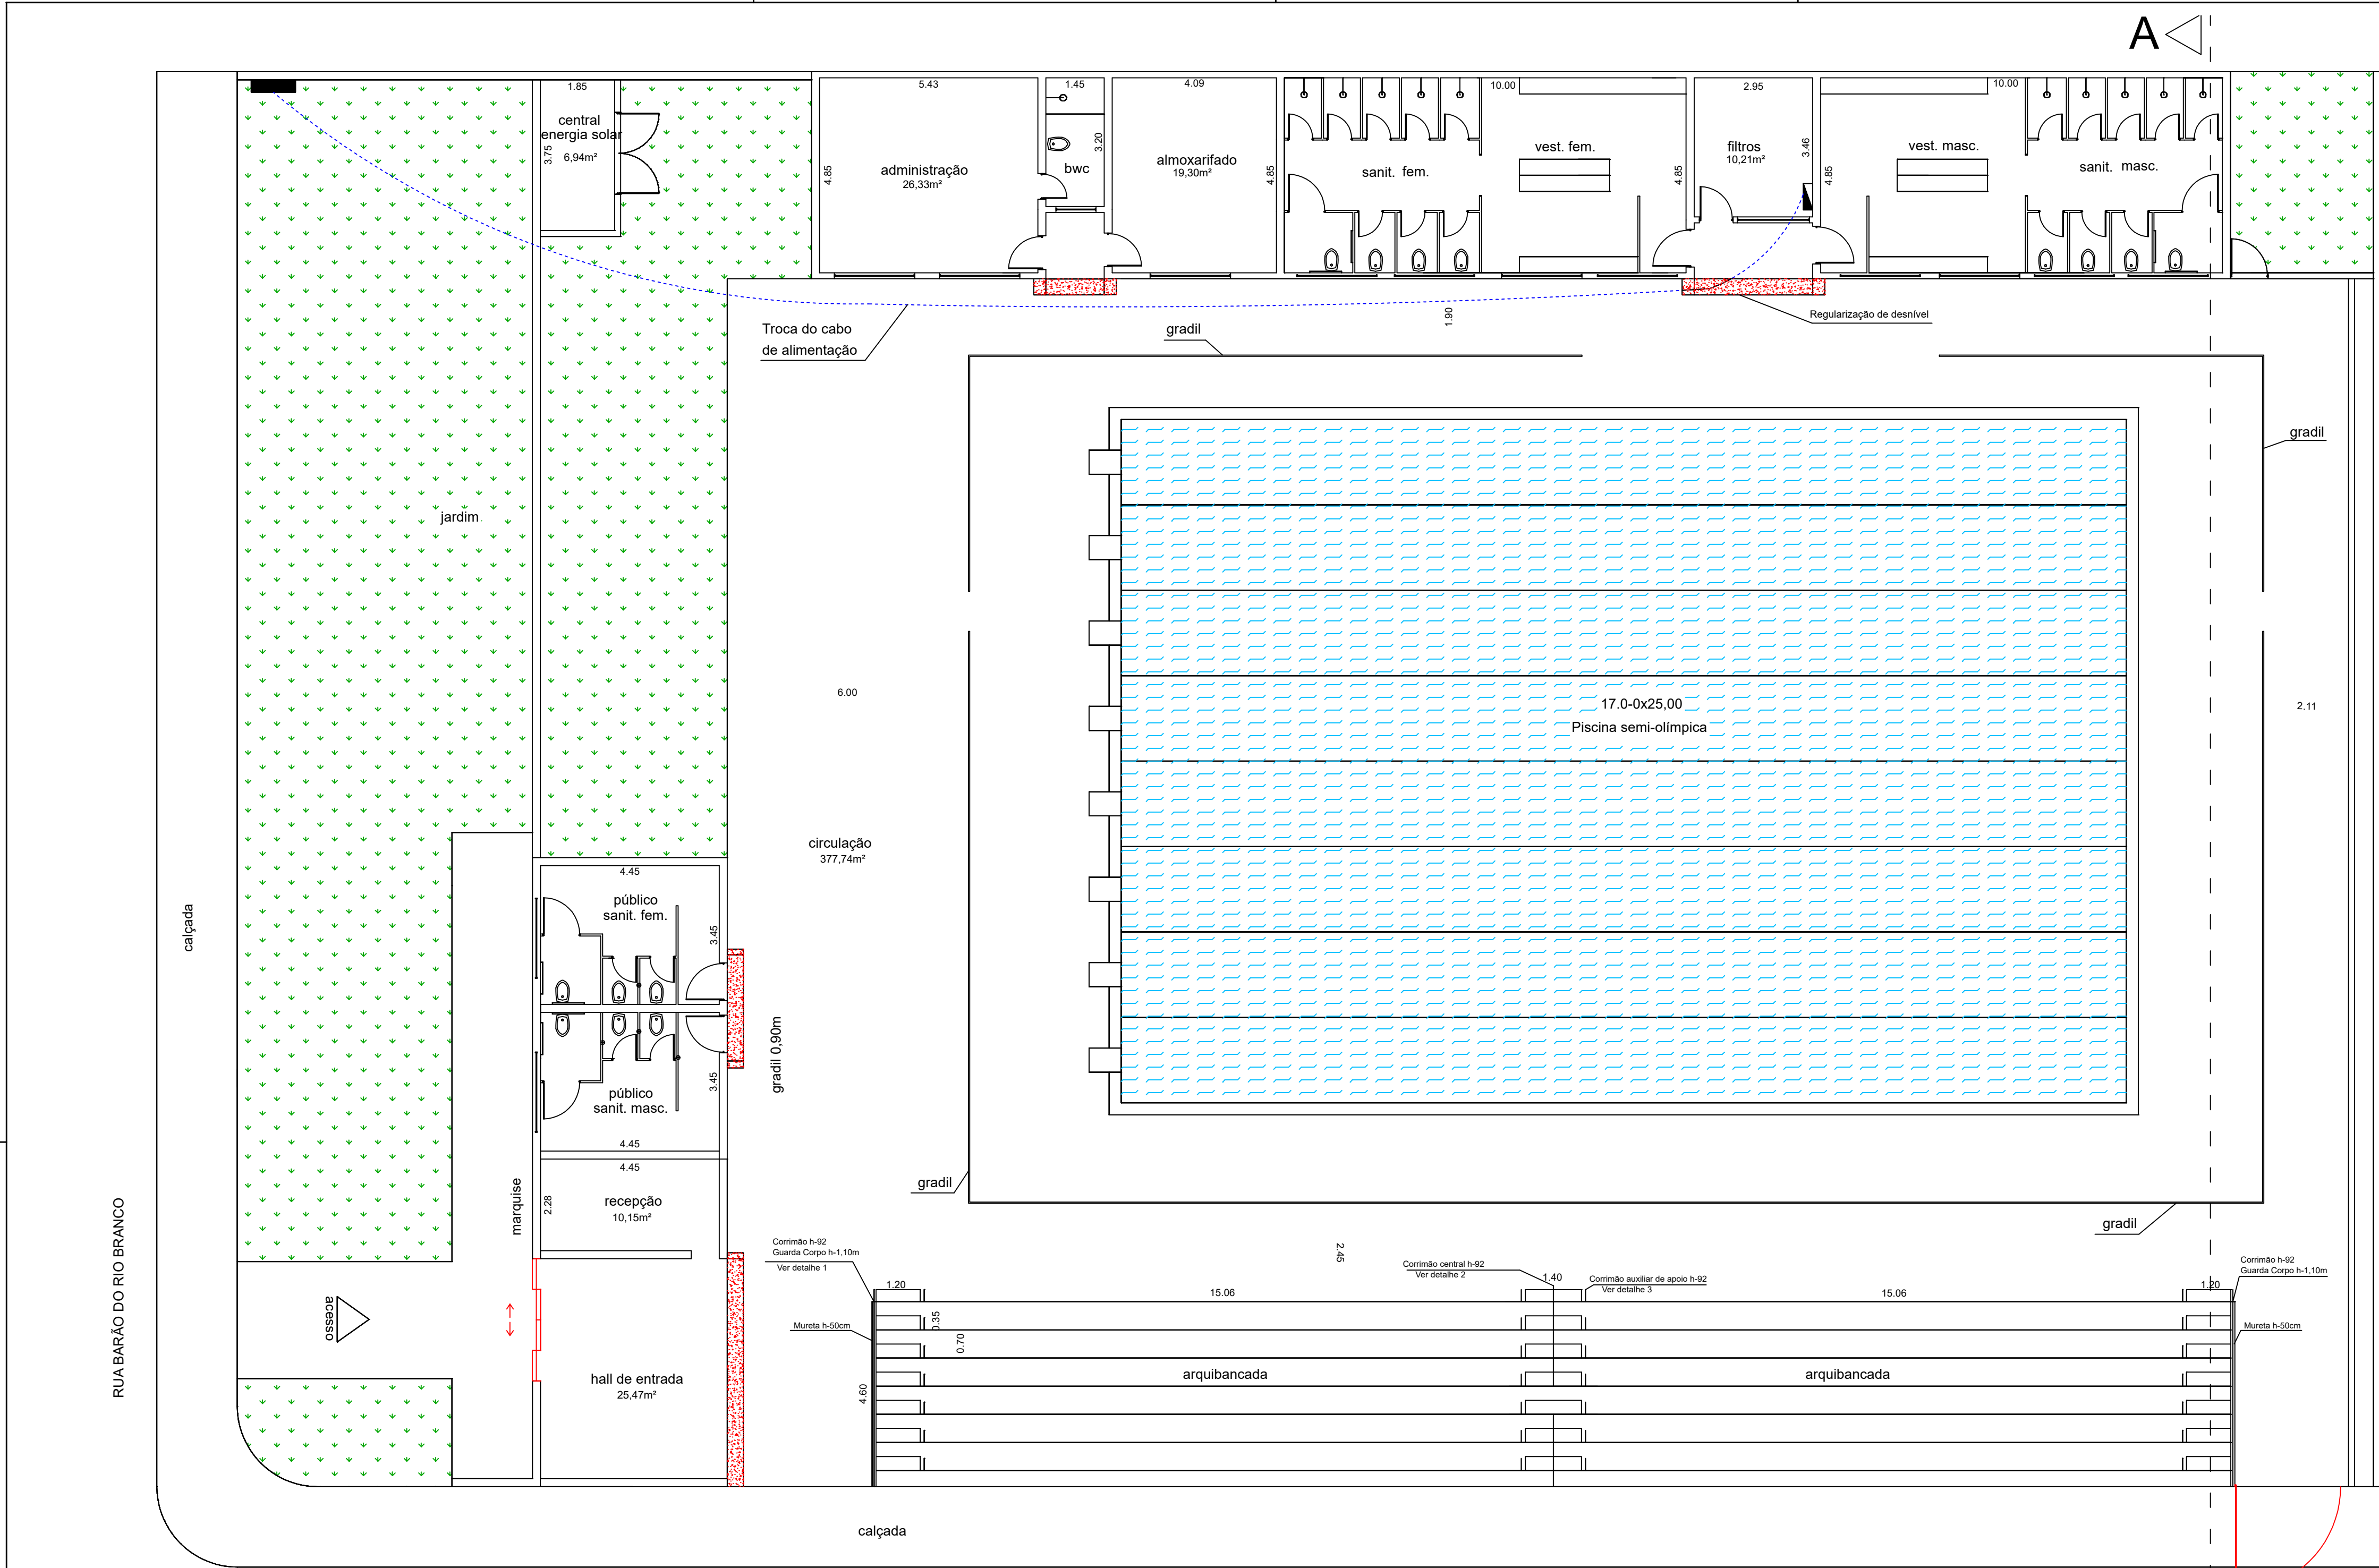 A
1.85
central
energia solar
6,94m²
3.75
5.43
4.85
administração
26,33m²
1.45
3.20
bwc
4.09
almoxarifado
19,30m²
4.85
sanit. fem.
10.00
vest. fem.
4.85
2.95
filtros
10,21m²
3.46
4.85
10.00
vest. masc.
sanit. masc.
Troca do cabo
de alimentação
gradil
1.90
Regularização de desnível
gradil
jardim
6.00
17.0-0x25,00
Piscina semi-olímpica
2.11
circulação
377,74m²
calçada
4.45
público
sanit. fem.
3.45
gradil 0,90m
público
sanit. masc.
3.45
4.45
4.45
recepção
10,15m²
2.28
marquise
gradil
gradil
RUA BARÃO DO RIO BRANCO
acesso
hall de entrada
25,47m²
Corrimão h-92
Guarda Corpo h-1,10m
Ver detalhe 1
2.45
Corrimão central h-92
Ver detalhe 2
1.40
Corrimão auxiliar de apoio h-92
Ver detalhe 3
Corrimão h-92
Guarda Corpo h-1,10m
1.20
15.06
15.06
1.20
Mureta h-50cm
0.35
0.70
Mureta h-50cm
arquibancada
arquibancada
4.60
calçada